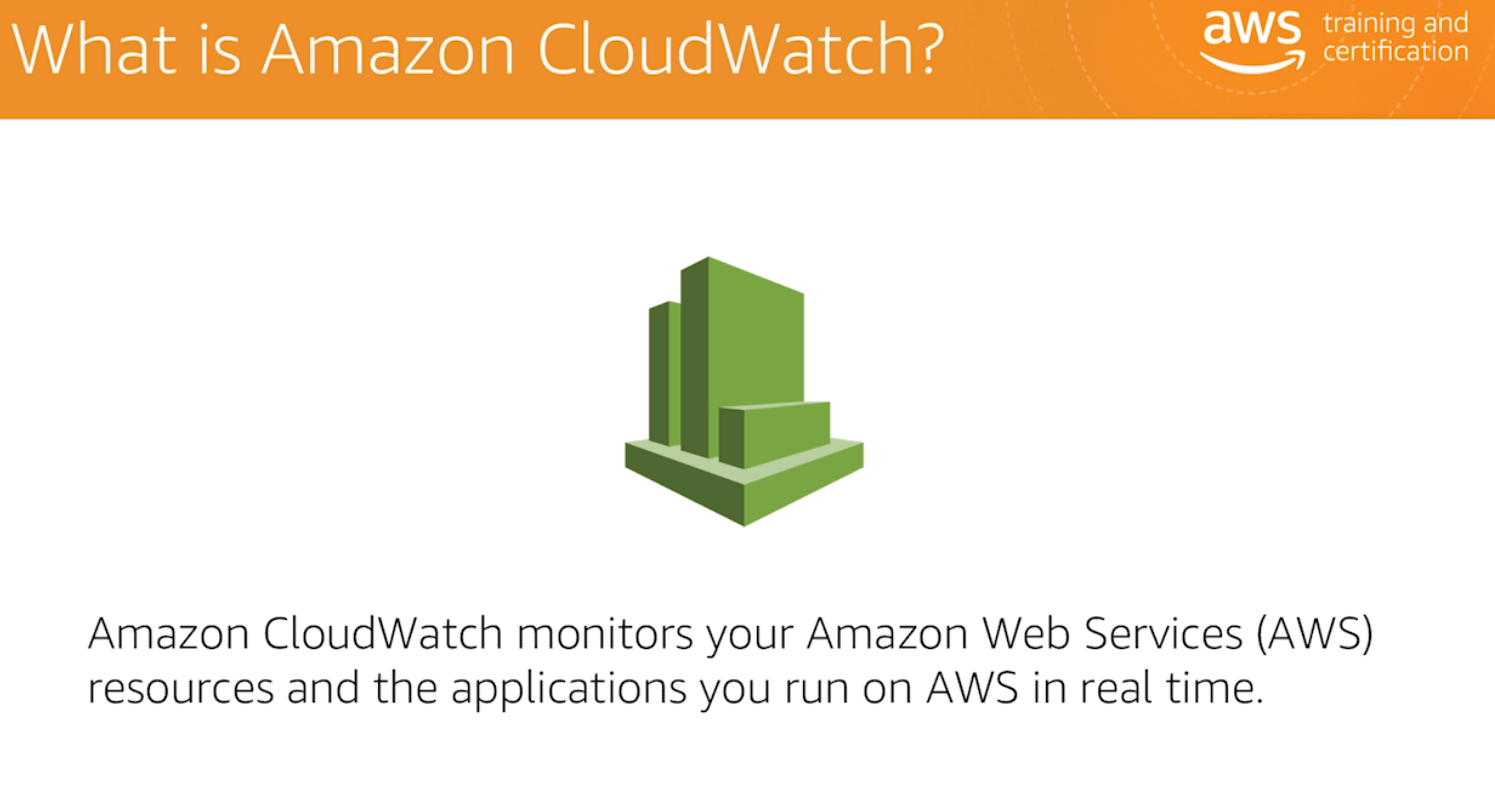 What is Amazon CloudWatch?
aws training and
certification
Amazon CloudWatch monitors your Amazon Web Services (AWS)
resources and the applications you run on AWS in real time.